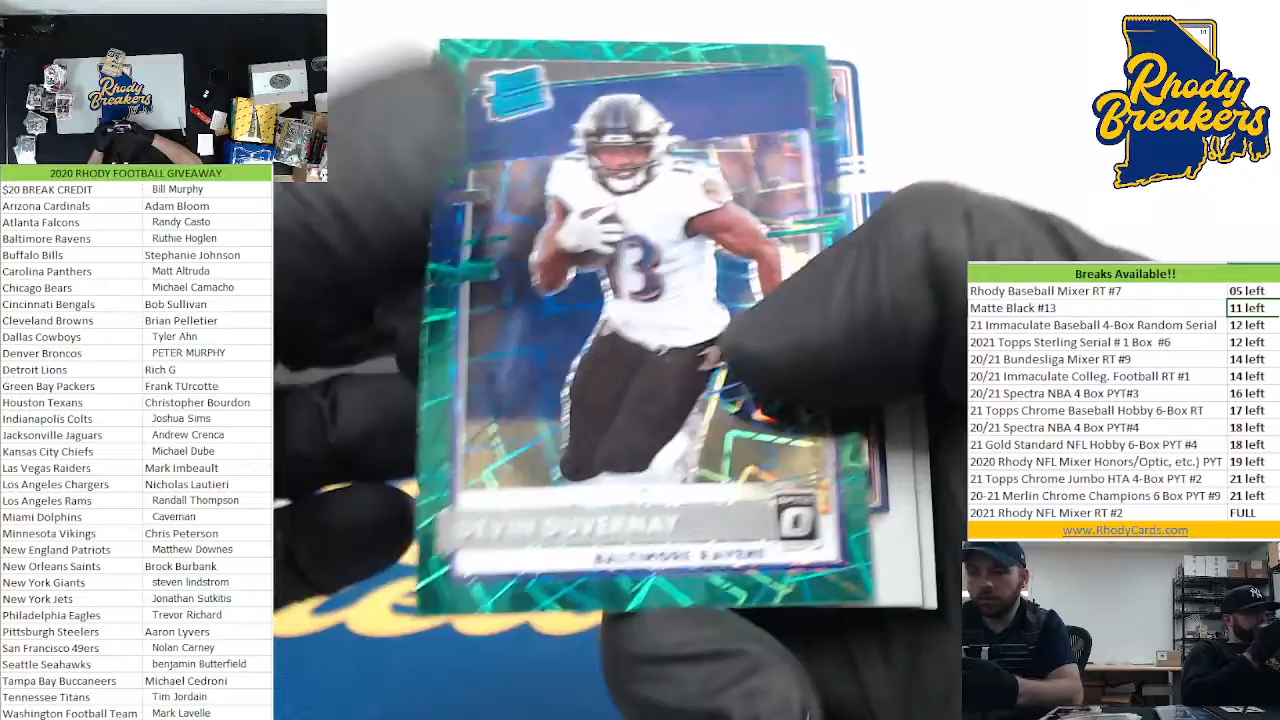 2020 RHODY FOOTBALL GIVEAWAY
$20 BREAK CREDIT Bill Murphy
Arizona Cardinals Adam Bloom
Atlanta Falcons Randy Casto
Baltimore Ravens Ruthie Hoglen
Buffalo Bills Stephanie Johnson
Carolina Panthers Matt Altruda
Chicago Bears Michael Camacho
Cincinnati Bengals Bob Sullivan
Cleveland Browns Brian Pelletier
Dallas Cowboys Tyler Ahn
Denver Broncos PETER MURPHY
Detroit Lions Rich G
Green Bay Packers Frank TUrcotte
Houston Texans Christopher Bourdon
Indianapolis Colts Joshua Sims
Jacksonville Jaguars Andrew Crenca
Kansas City Chiefs Michael Dube
Las Vegas Raiders Mark Imbeault
Los Angeles Chargers Nicholas Lautieri
Los Angeles Rams Randall Thompson
Miami Dolphins Caveman
Minnesota Vikings Chris Peterson
New England Patriots Matthew Downes
New Orleans Saints Brock Burbank
New York Giants steven lindstrom
New York Jets Jonathan Sutkitis
Philadelphia Eagles Trevor Richard
Pittsburgh Steelers Aaron Lyvers
San Francisco 49ers Nolan Carney
Seattle Seahawks benjamin Butterfield
Tampa Bay Buccaneers Michael Cedroni
Tennessee Titans Tim Jordain
Washington Football Team Mark Lavelle
Rhody
Breakers
13
BALTIMORE RAVENS
Rhody
Breakers
Breaks Available!!
Rhody Baseball Mixer RT #7 05 left
Matte Black #13 11 left
21 Immaculate Baseball 4-Box Random Serial 12 left
2021 Topps Sterling Serial # 1 Box #6 12 left
20/21 Bundesliga Mixer RT #9 14 left
20/21 Immaculate Colleg. Football RT #1 14 left
20/21 Spectra NBA 4 Box PYT#3 16 left
21 Topps Chrome Baseball Hobby 6-Box RT 17 left
20/21 Spectra NBA 4 Box PYT#4 18 left
21 Gold Standard NFL Hobby 6-Box PYT #4 18 left
2020 Rhody NFL Mixer Honors/Optic, etc.) PYT 19 left
21 Topps Chrome Jumbo HTA 4-Box PYT #2 21 left
20-21 Merlin Chrome Champions 6 Box PYT #9 21 left
2021 Rhody NFL Mixer RT #2 FULL
www.RhodyCards.com